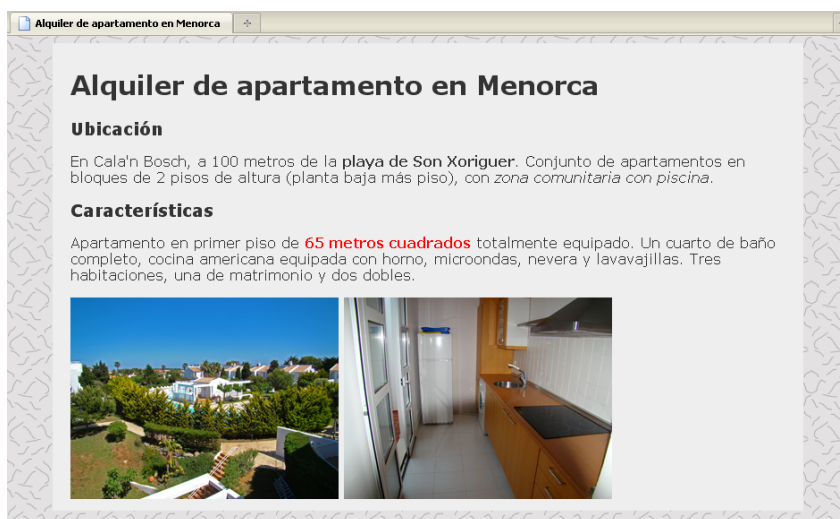 Alquiler de apartamento en Menorca
Alquiler de apartamento en Menorca
Ubicación
En Cala'n Bosch, a 100 metros de la playa de Son Xoriguer. Conjunto de apartamentos en
bloques de 2 pisos de altura (planta baja más piso), con zona comunitaria con piscina.
Características
Apartamento en primer piso de 65 metros cuadrados totalmente equipado. Un cuarto de baño
completo, cocina americana equipada con horno, microondas, nevera y lavavajillas. Tres
habitaciones, una de matrimonio y dos dobles.